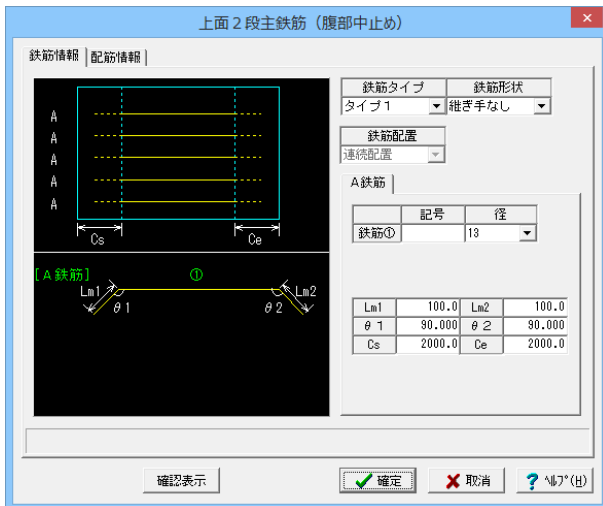 上面２段主鉄筋（腹部中止め）
鉄筋情報 配筋情報
A
A
A
A
A
Cs Ce
[A鉄筋] ①
Lm1 Lm2
θ1 θ2
鉄筋タイプ 鉄筋形状
タイプ1 継ぎ手なし
鉄筋配置
連続配置
A鉄筋
記号 径
鉄筋① 13
Lm1 100.0 Lm2 100.0
θ1 90.000 θ2 90.000
Cs 2000.0 Ce 2000.0
確認表示 確定 取消 ? ﾍﾙﾌﾟ(H)